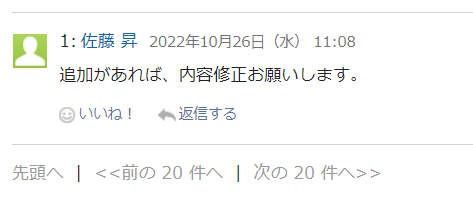 1: 佐藤 昇 2022年10月26日（水） 11:08
追加があれば、内容修正お願いします。
いいね！ 返信する
先頭へ | <<前の 20 件へ | 次の 20 件へ>>